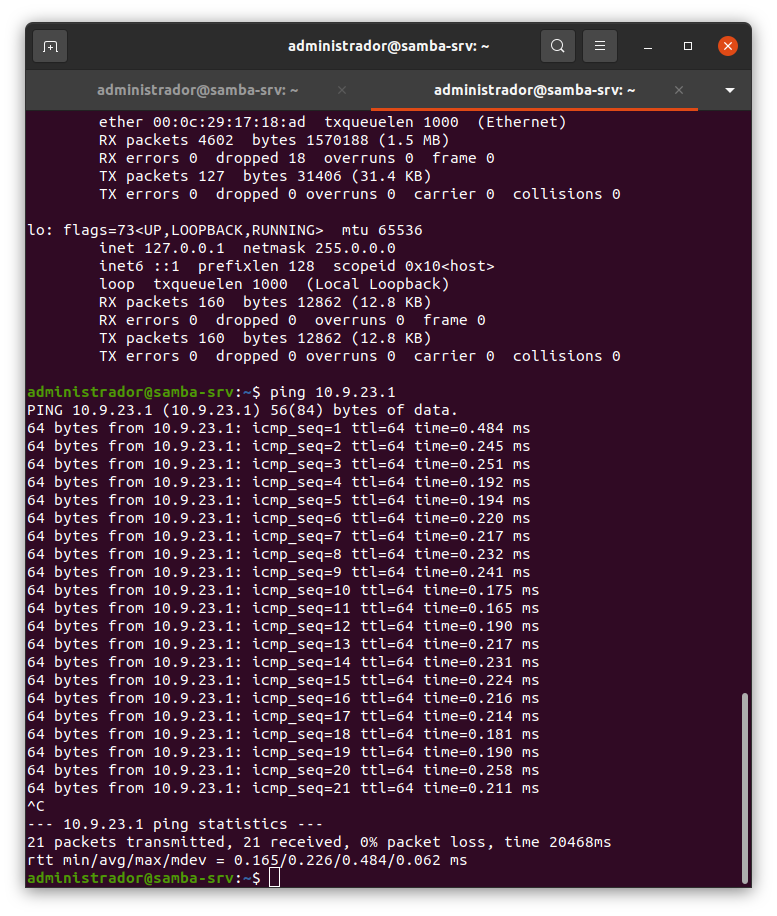 administrador@samba-srv: ~
administrador@samba-srv: ~
administrador@samba-srv: ~
ether 00:0c:29:17:18:ad  txqueuelen 1000  (Ethernet)
RX packets 4602  bytes 1570188 (1.5 MB)
RX errors 0  dropped 18  overruns 0  frame 0
TX packets 127  bytes 31406 (31.4 KB)
TX errors 0  dropped 0 overruns 0  carrier 0  collisions 0
lo: flags=73<UP,LOOPBACK,RUNNING>  mtu 65536
inet 127.0.0.1  netmask 255.0.0.0
inet6 ::1  prefixlen 128  scopeid 0x10<host>
loop  txqueuelen 1000  (Local Loopback)
RX packets 160  bytes 12862 (12.8 KB)
RX errors 0  dropped 0  overruns 0  frame 0
TX packets 160  bytes 12862 (12.8 KB)
TX errors 0  dropped 0 overruns 0  carrier 0  collisions 0
administrador@samba-srv:~$ ping 10.9.23.1
PING 10.9.23.1 (10.9.23.1) 56(84) bytes of data.
64 bytes from 10.9.23.1: icmp_seq=1 ttl=64 time=0.484 ms
64 bytes from 10.9.23.1: icmp_seq=2 ttl=64 time=0.245 ms
64 bytes from 10.9.23.1: icmp_seq=3 ttl=64 time=0.251 ms
64 bytes from 10.9.23.1: icmp_seq=4 ttl=64 time=0.192 ms
64 bytes from 10.9.23.1: icmp_seq=5 ttl=64 time=0.194 ms
64 bytes from 10.9.23.1: icmp_seq=6 ttl=64 time=0.220 ms
64 bytes from 10.9.23.1: icmp_seq=7 ttl=64 time=0.217 ms
64 bytes from 10.9.23.1: icmp_seq=8 ttl=64 time=0.232 ms
64 bytes from 10.9.23.1: icmp_seq=9 ttl=64 time=0.241 ms
64 bytes from 10.9.23.1: icmp_seq=10 ttl=64 time=0.175 ms
64 bytes from 10.9.23.1: icmp_seq=11 ttl=64 time=0.165 ms
64 bytes from 10.9.23.1: icmp_seq=12 ttl=64 time=0.190 ms
64 bytes from 10.9.23.1: icmp_seq=13 ttl=64 time=0.217 ms
64 bytes from 10.9.23.1: icmp_seq=14 ttl=64 time=0.231 ms
64 bytes from 10.9.23.1: icmp_seq=15 ttl=64 time=0.224 ms
64 bytes from 10.9.23.1: icmp_seq=16 ttl=64 time=0.216 ms
64 bytes from 10.9.23.1: icmp_seq=17 ttl=64 time=0.214 ms
64 bytes from 10.9.23.1: icmp_seq=18 ttl=64 time=0.181 ms
64 bytes from 10.9.23.1: icmp_seq=19 ttl=64 time=0.190 ms
64 bytes from 10.9.23.1: icmp_seq=20 ttl=64 time=0.258 ms
64 bytes from 10.9.23.1: icmp_seq=21 ttl=64 time=0.211 ms
^C
--- 10.9.23.1 ping statistics ---
21 packets transmitted, 21 received, 0% packet loss, time 20468ms
rtt min/avg/max/mdev = 0.165/0.226/0.484/0.062 ms
administrador@samba-srv:~$